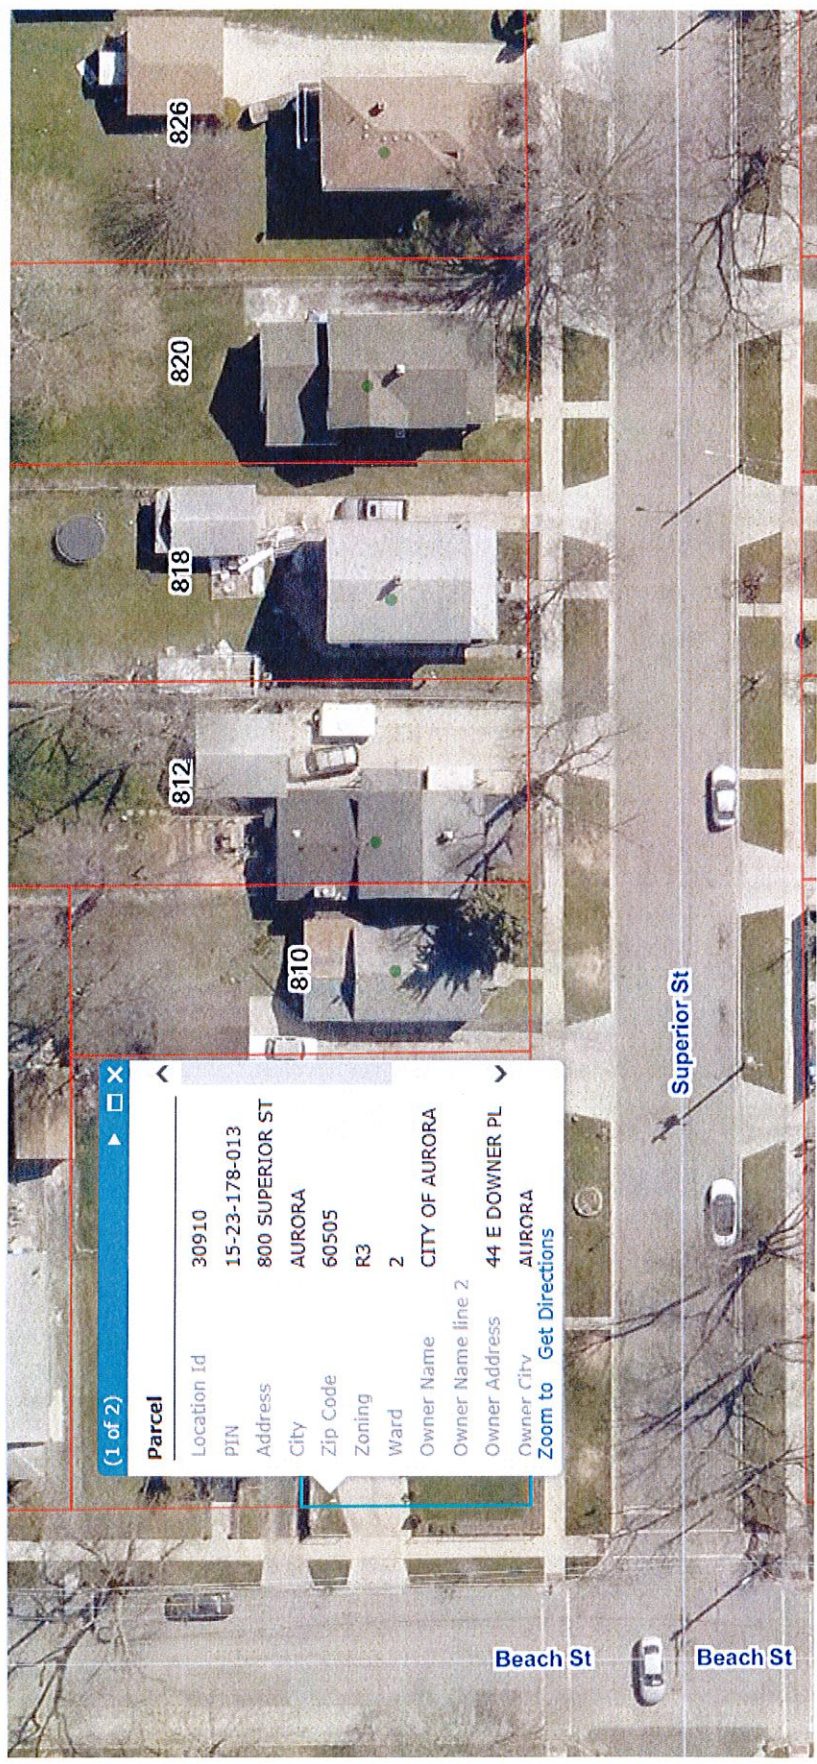 826
820
818
812
810
(1 of 2)
Parcel
Location Id 30910
PIN 15-23-178-013
Address 800 SUPERIOR ST
City AURORA
Zip Code 60505
Zoning R3
Ward 2
Owner Name CITY OF AURORA
Owner Name line 2
Owner Address 44 E DOWNER PL
Owner City AURORA
Zoom to Get Directions
Superior St
Beach St
Beach St